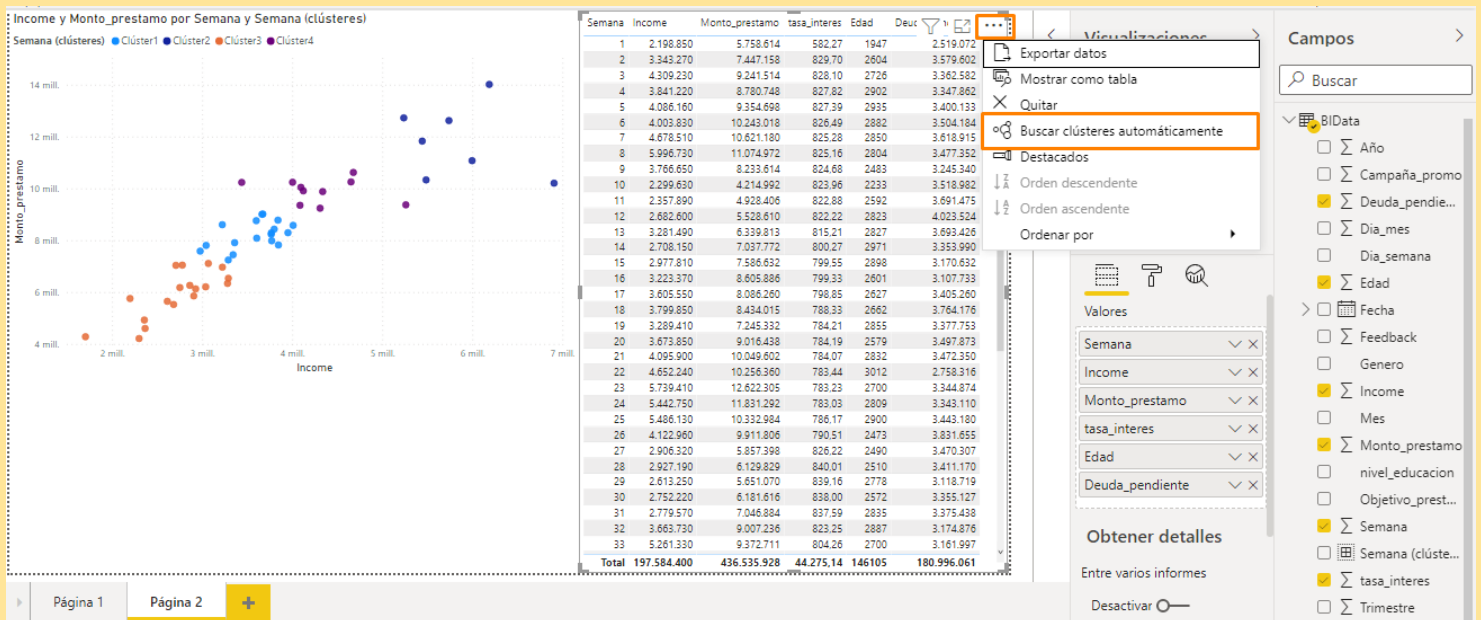 Income y Monto_prestamo por Semana y Semana (clústeres)
Semana (clústeres) Clúster1 Clúster2 Clúster3 Clúster4
14 mill.
12 mill.
10 mill.
8 mill.
6 mill.
4 mill.
Monto_prestamo
2 mill. 3 mill. 4 mill. 5 mill. 6 mill. 7 mill.
Income
Semana Income Monto_prestamo tasa_interes Edad
1 2.198.850 5.758.614 582,27 1947 2.519.072
2 3.343.270 7.447.158 829,70 2604 3.579.602
3 4.309.230 9.241.514 828,10 2726 3.362.582
4 3.841.220 8.780.748 827,82 2902 3.347.862
5 4.086.160 9.354.698 827,39 2935 3.400.133
6 4.003.830 10.243.018 826,49 2882 3.504.184
7 4.678.510 10.621.180 825,28 2850 3.618.915
8 5.996.730 11.074.972 825,16 2804 3.477.352
9 3.766.650 8.233.614 824,68 2483 3.245.340
10 2.299.630 4.214.992 823,96 2233 3.518.982
11 2.357.890 4.928.406 822,88 2592 3.691.475
12 2.682.600 5.528.610 822,22 2823 4.023.524
13 3.281.490 6.339.813 815,21 2827 3.693.426
14 2.708.150 7.037.772 800,27 2971 3.353.990
15 2.977.810 7.586.632 799,55 2898 3.170.632
16 3.223.370 8.605.886 799,33 2601 3.107.733
17 3.605.550 8.086.260 798,85 2627 3.405.260
18 3.799.850 8.434.015 788,33 2662 3.764.176
19 3.289.410 7.245.332 784,21 2855 3.377.753
20 3.673.850 9.016.438 784,19 2579 3.497.873
21 4.095.900 10.049.602 784,07 2832 3.472.350
22 4.652.240 10.256.360 783,44 3012 2.758.316
23 5.739.410 12.622.305 783,23 2700 3.344.874
24 5.442.750 11.831.292 783,03 2809 3.343.110
25 5.486.130 10.332.984 786,17 2900 3.443.180
26 4.122.960 9.911.806 790,51 2473 3.831.655
27 2.906.320 5.857.398 826,22 2490 3.470.307
28 2.927.190 6.129.829 840,01 2510 3.411.170
29 2.613.250 5.651.070 839,16 2778 3.118.719
30 2.752.220 6.181.616 838,00 2572 3.355.127
31 2.779.570 7.046.884 837,59 2835 3.375.438
32 3.663.730 9.007.236 823,25 2887 3.174.876
33 5.261.330 9.372.711 804,26 2700 3.161.997
Total 197.584.400 436.535.928 44.275,14 146105 180.996.061
Exportar datos
Mostrar como tabla
Quitar
Buscar clústeres automáticamente
Destacados
Orden descendente
Orden ascendente
Ordenar por
Visualizaciones
Valores
Semana
Income
Monto_prestamo
tasa_interes
Edad
Deuda_pendiente
Obtener detalles
Entre varios informes
Desactivar
Campos
Buscar
BIData
Año
Campaña_promo
Deuda_pendie...
Dia_mes
Dia_semana
Edad
Fecha
Feedback
Genero
Income
Mes
Monto_prestamo
nivel_educacion
Objetivo_prest...
Semana
Semana (clúste...
tasa_interes
Trimestre
Página 1 Página 2